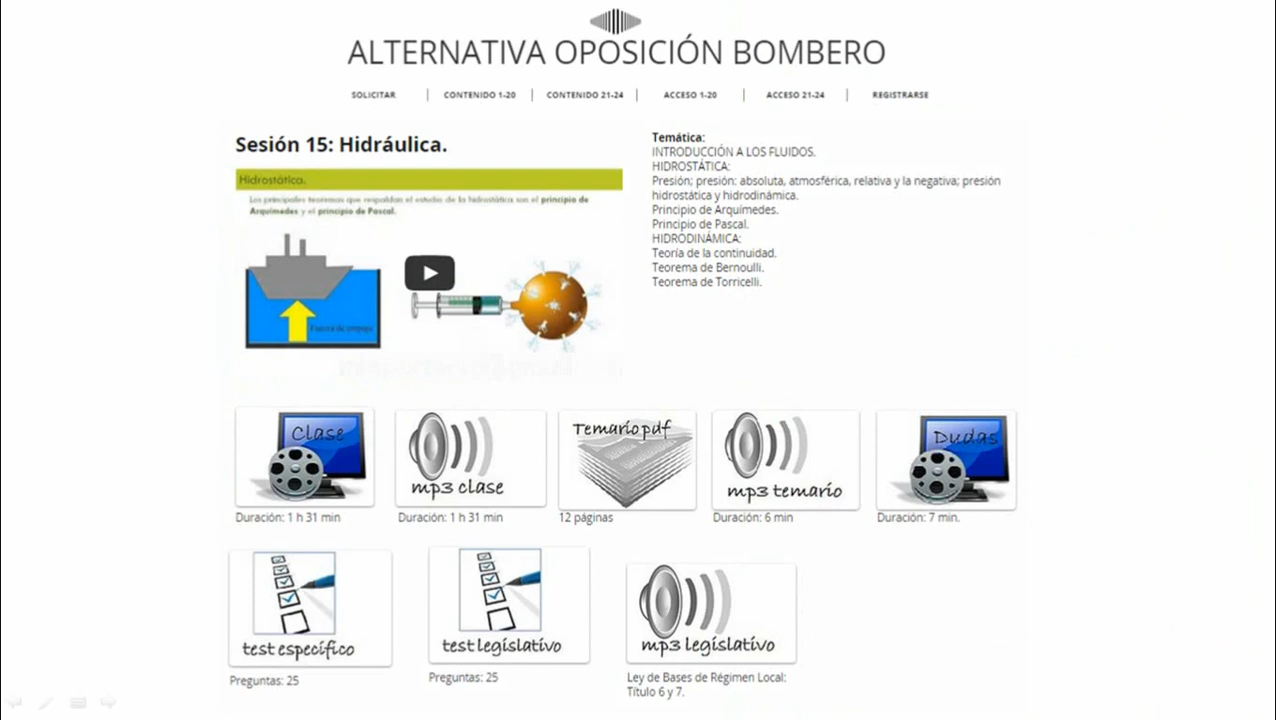 ALTERNATIVA OPOSICIÓN BOMBERO
SOLICITAR | CONTENIDO 1-20 | CONTENIDO 21-24 | ACCESO 1-20 | ACCESO 21-24 | REGISTRARSE
Sesión 15: Hidráulica.
Hidrostática.
Los principales teoremas que respaldan el estudio de la hidrostática son el principio de
Arquímedes y el principio de Pascal.
Fuerza de empuje
Temática:
INTRODUCCIÓN A LOS FLUIDOS.
HIDROSTÁTICA:
Presión; presión: absoluta, atmosférica, relativa y la negativa; presión
hidrostática y hidrodinámica.
Principio de Arquímedes.
Principio de Pascal.
HIDRODINÁMICA:
Teoría de la continuidad.
Teorema de Bernoulli.
Teorema de Torricelli.
Clase
mp3 clase
Temario pdf
mp3 temario
Dudas
Duración: 1 h 31 min
Duración: 1 h 31 min
12 páginas
Duración: 6 min
Duración: 7 min.
test específico
test legislativo
mp3 legislativo
Preguntas: 25
Preguntas: 25
Ley de Bases de Régimen Local:
Título 6 y 7.